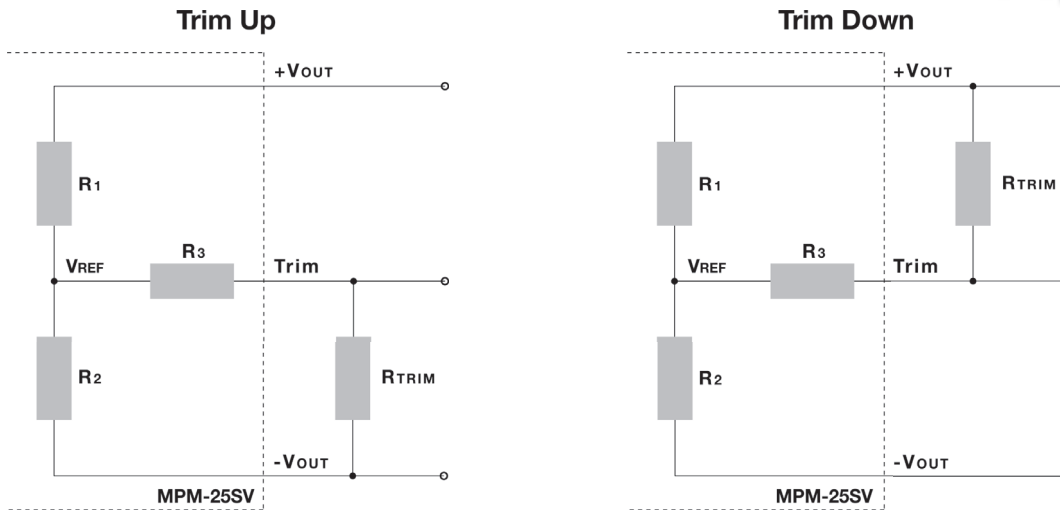 Trim Up
+VOUT
R1
R3
VREF
Trim
R2
RTRIM
-VOUT
MPM-25SV
Trim Down
+VOUT
R1
RTRIM
R3
VREF
Trim
R2
-VOUT
MPM-25SV